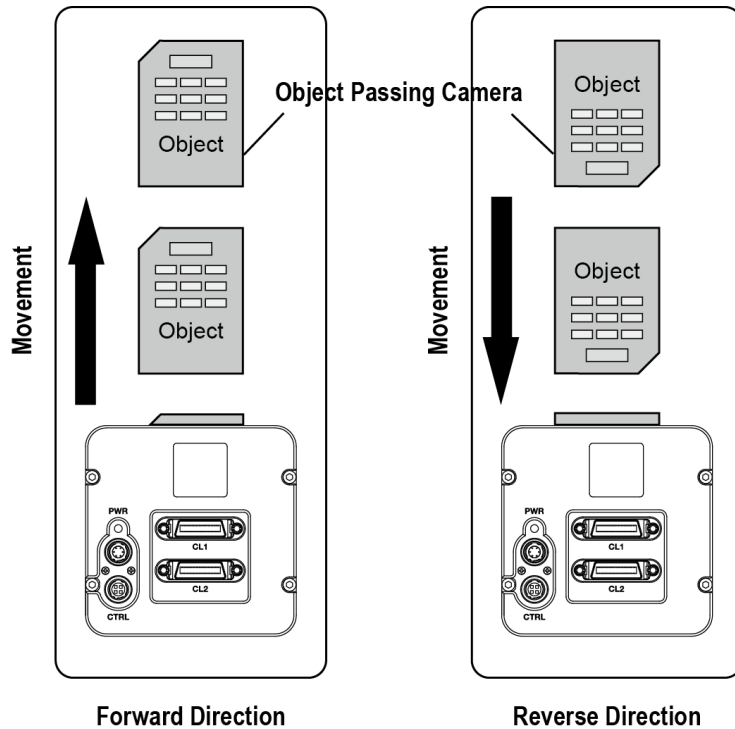 Object Passing Camera
Object
Object
Movement
PWR
CL1
CL2
CTRL
Forward Direction
Object
Object
Movement
PWR
CL1
CL2
CTRL
Reverse Direction